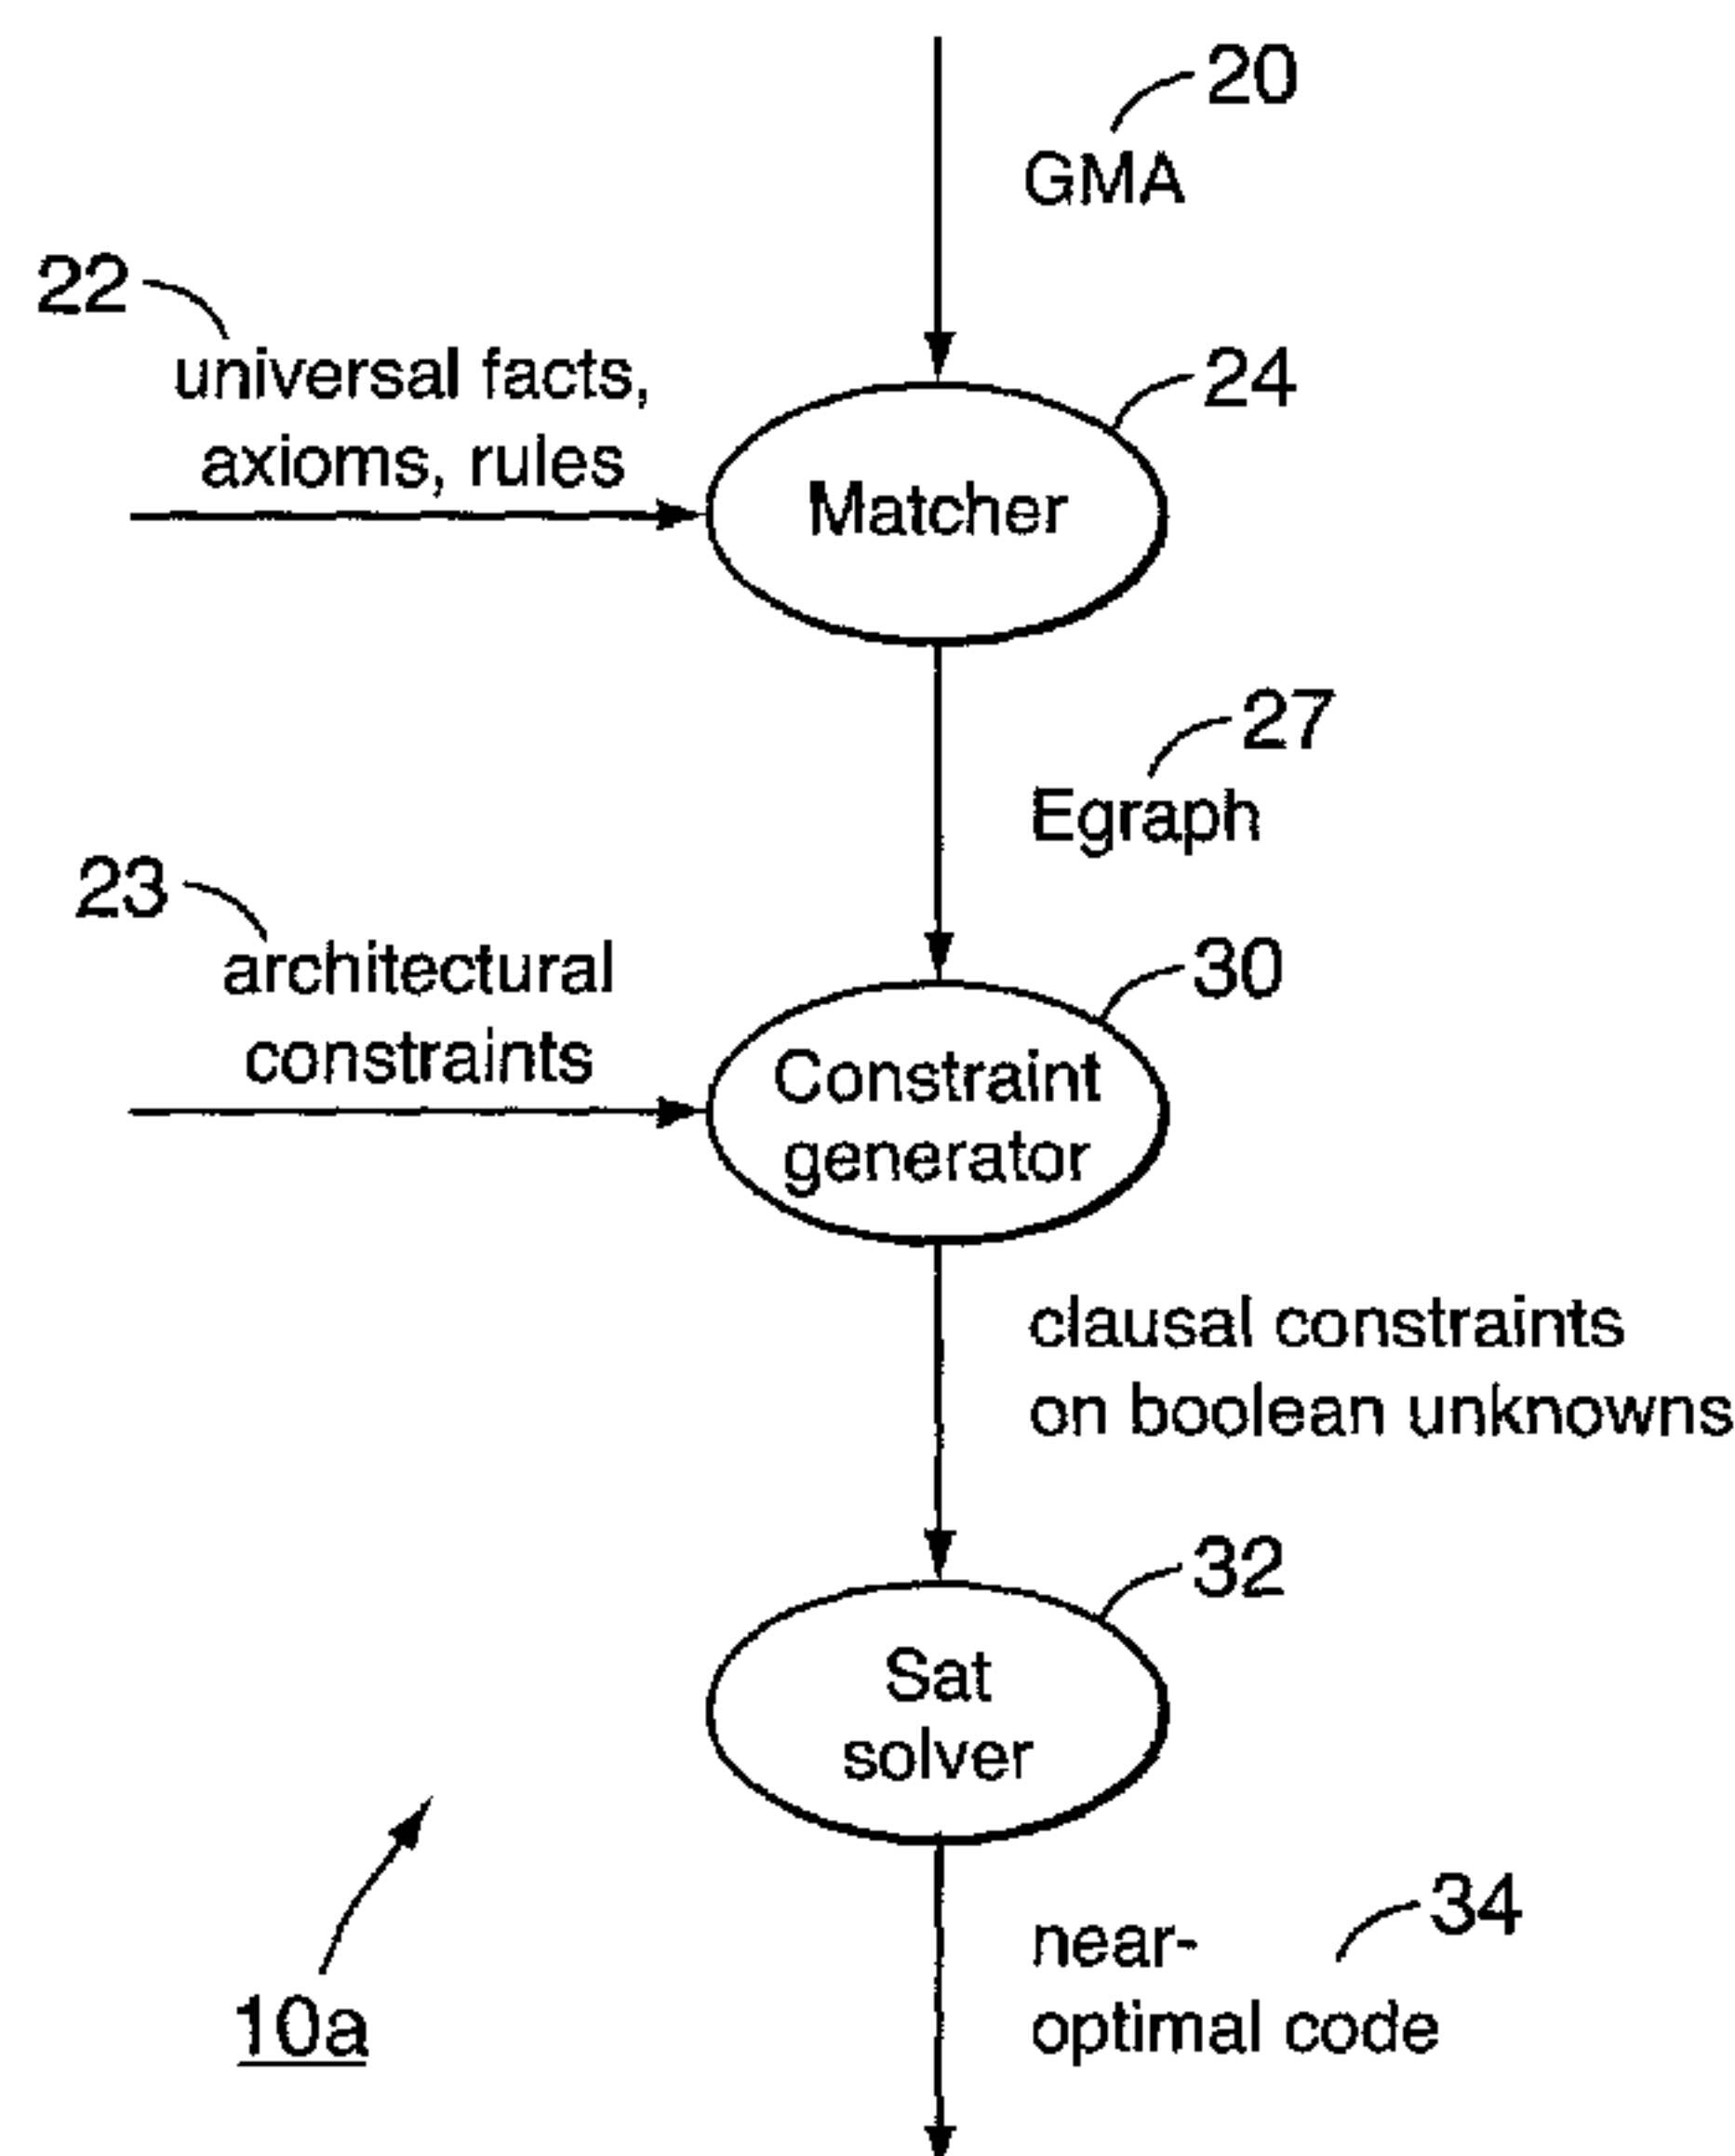 20
GMA
22
universal facts,
axioms, rules
24
Matcher
27
Egraph
23
architectural
constraints
30
Constraint
generator
clausal constraints
on boolean unknowns
32
Sat
solver
34
near-
optimal code
10a